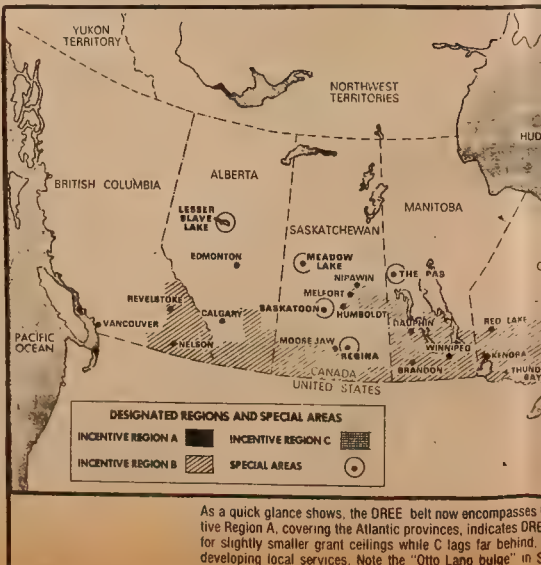 YUKON
TERRITORY
NORTHWEST
TERRITORIES
HUD
BRITISH COLUMBIA
ALBERTA
SASKATCHEWAN
MANITOBA
LESSER
SLAVE
LAKE
EDMONTON
MEADOW
LAKE
THE PAS
NIPAWIN
MELFORT
HUMBOLDT
SASKATOON
REVELSTOKE
CALGARY
DAUPHIN
RED LAKE
VANCOUVER
NELSON
MOOSE JAW
REGINA
WINNIPEG
KENORA
BRANDON
THUND
BAY
PACIFIC
OCEAN
CANADA
UNITED STATES
DESIGNATED REGIONS AND SPECIAL AREAS
INCENTIVE REGION A
INCENTIVE REGION C
INCENTIVE REGION B
SPECIAL AREAS
As a quick glance shows, the DREE belt now encompasses
tive Region A, covering the Atlantic provinces, indicates DRE
for slightly smaller grant ceilings while C lags far behind.
developing local services. Note the "Otto Lang bulge" in S